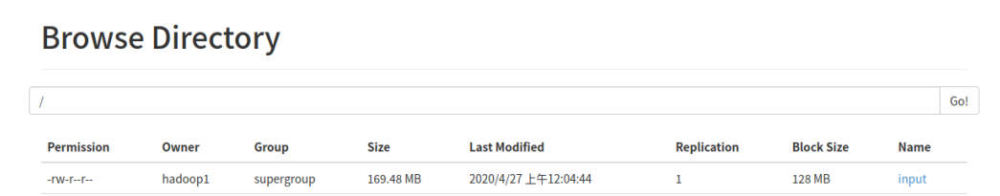 Browse Directory
/ Go!
Permission Owner Group Size Last Modified Replication Block Size Name
-rw-r--r-- hadoop1 supergroup 169.48 MB 2020/4/27 上午12:04:44 1 128 MB input